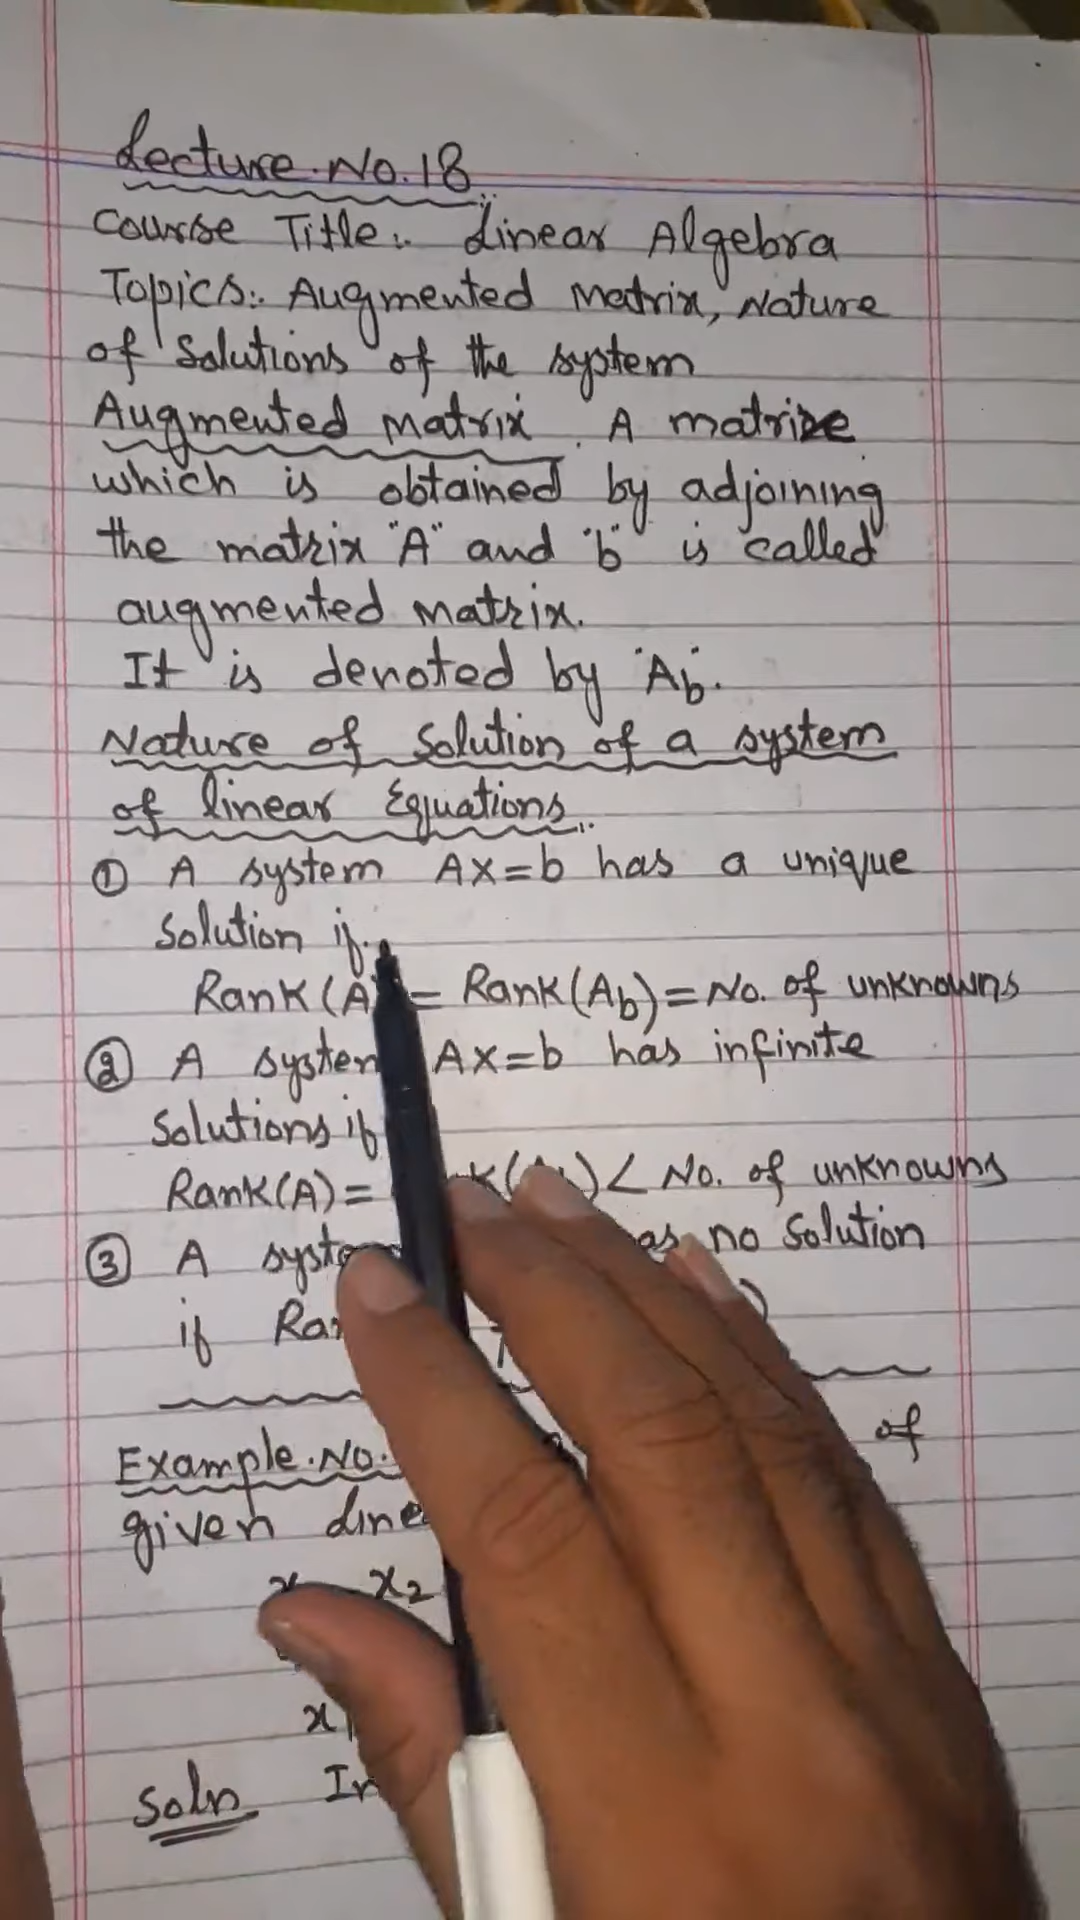 Lecture.No.18
Course Title:. Linear Algebra
Topics:. Augmented Matrix, Nature
of Solutions of the system
Augmented matrix. A matrix
which is obtained by adjoining
the matrix "A" and "b" is called
augmented matrix.
It is denoted by "Ab".
Nature of Solution of a system
of linear Equations..
① A system AX=b has a unique
Solution if.
Rank(A) = Rank(Ab)=No. of unknowns
② A system AX=b has infinite
Solutions if
Rank(A)= < No. of unknowns
③ A no Solution
if
Example.No.
of
given
x2
Soln